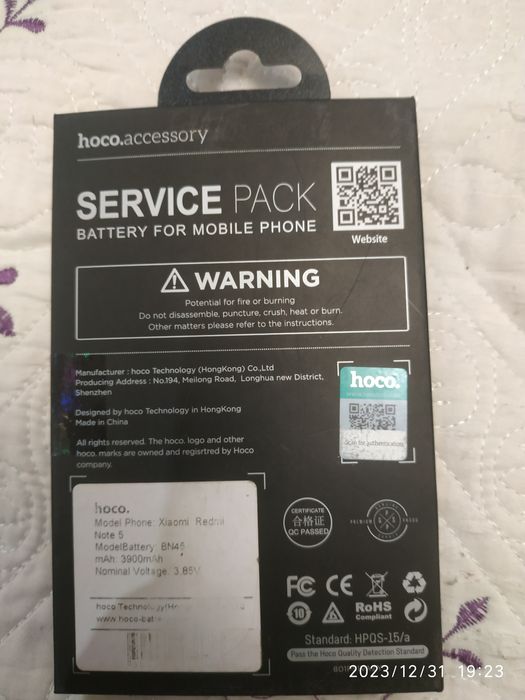 hoco.accessory
SERVICE PACK
BATTERY FOR MOBILE PHONE
Website
WARNING
Potential for fire or burning
Do not disassemble, puncture, crush, heat or burn.
Other matters please refer to the instructions.
Manufacturer : hoco Technology (HongKong) Co.,Ltd
Producing Address : No.194, Meilong Road, Longhua new District,
Shenzhen
Designed by hoco Technology in HongKong
Made in China
All rights reserved. The hoco. logo and other
hoco. marks are owned and regisrtred by Hoco
company.
hoco.
Scan for authentication
hoco.
Model Phone: Xiaomi Redmi
Note 5
ModelBattery: BN45
mAh: 3900mAh
Nominal Voltage: 3.85V
hoco Technology(H
www.hoco-bat
CERTIFICATE
合格证
QC PASSED
PREMIUM
FC CE
10
RoHS
Compliant
Standard: HPQS-15/a
Pass the Hoco Quality Detection Standard
2023/12/31 19:23